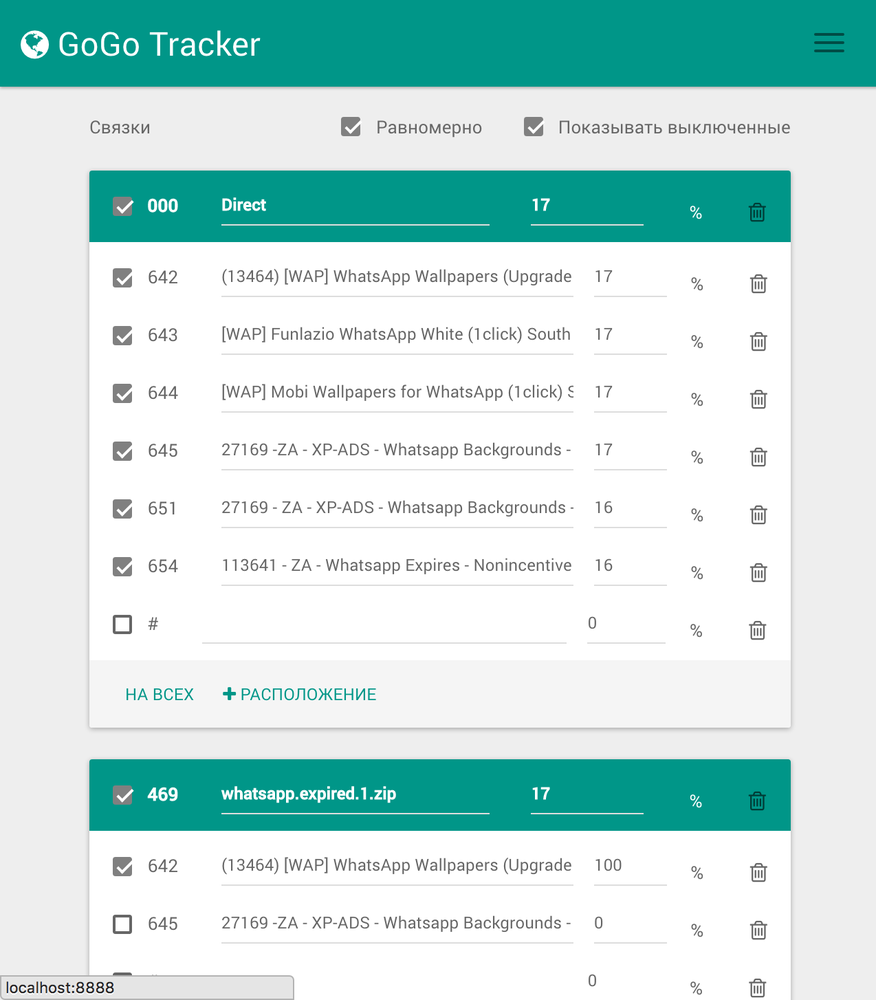 GoGo Tracker
Связки Равномерно Показывать выключенные
000 Direct 17 %
642 (13464) [WAP] WhatsApp Wallpapers (Upgrade 17 %
643 [WAP] Funlazio WhatsApp White (1click) South 17 %
644 [WAP] Mobi Wallpapers for WhatsApp (1click) 17 %
645 27169 -ZA - XP-ADS - Whatsapp Backgrounds - 17 %
651 27169 - ZA - XP-ADS - Whatsapp Backgrounds - 16 %
654 113641 - ZA - Whatsapp Expires - Nonincentive 16 %
# 0 %
НА ВСЕХ + РАСПОЛОЖЕНИЕ
469 whatsapp.expired.1.zip 17 %
642 (13464) [WAP] WhatsApp Wallpapers (Upgrade 100 %
645 27169 -ZA - XP-ADS - Whatsapp Backgrounds - 0 %
0 %
localhost:8888